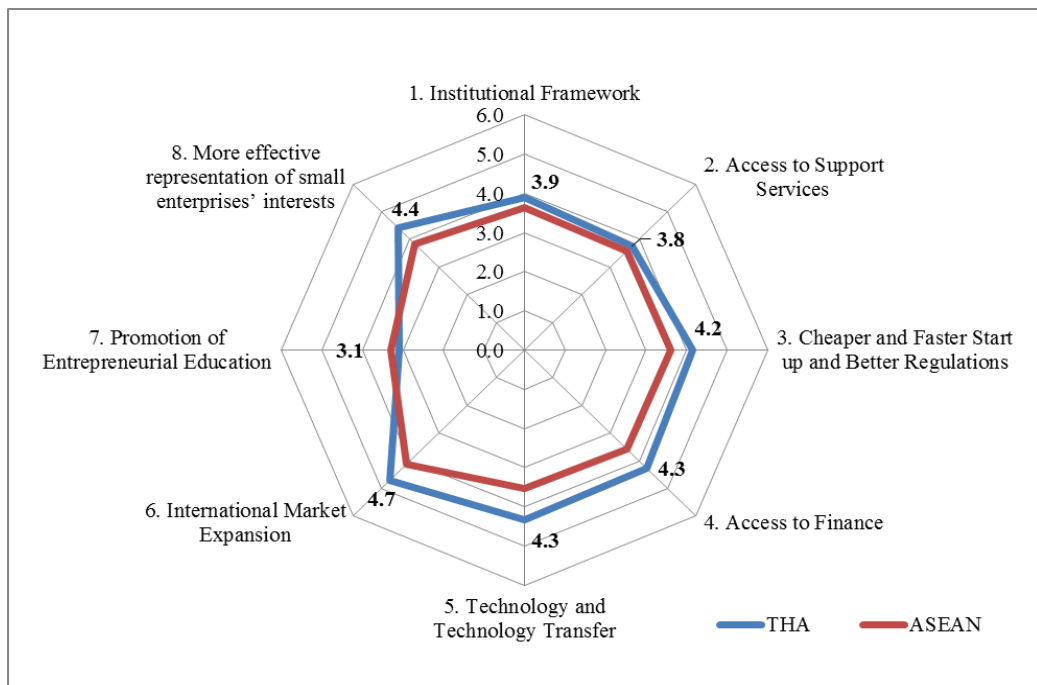 1. Institutional Framework
6.0
5.0
4.0
3.0
2.0
1.0
0.0
3.9
2. Access to Support
Services
3.8
4.2
3. Cheaper and Faster Start
up and Better Regulations
4.3
4. Access to Finance
4.3
5. Technology and
Technology Transfer
4.7
6. International Market
Expansion
3.1
7. Promotion of
Entrepreneurial Education
4.4
8. More effective
representation of small
enterprises’ interests
THA
ASEAN